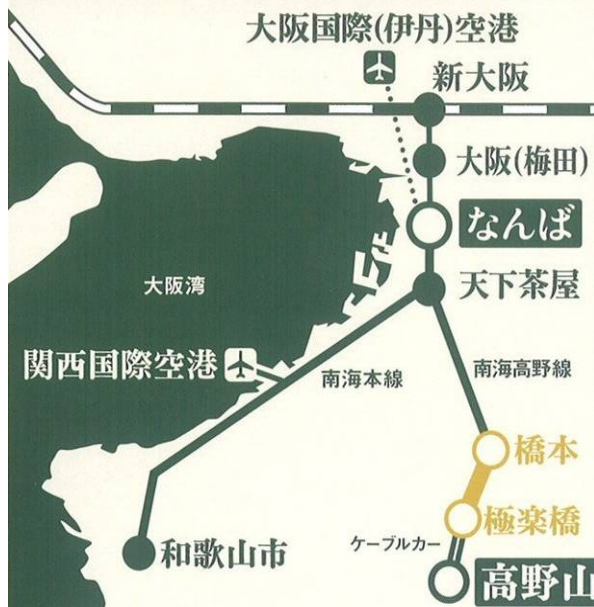 大阪国際(伊丹)空港
新大阪
大阪(梅田)
なんば
天下茶屋
大阪湾
関西国際空港
南海本線
南海高野線
橋本
極楽橋
ケーブルカー
和歌山市
高野山